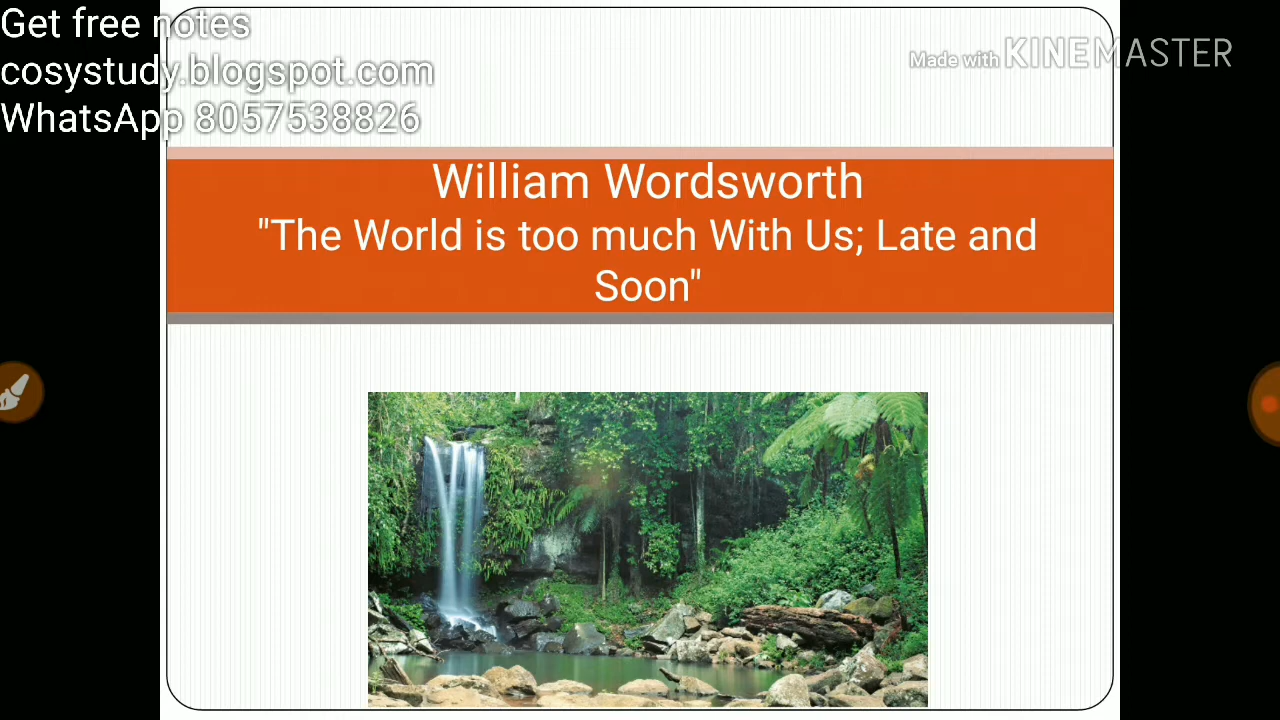 Get free notes
cosystudy.blogspot.com
WhatsApp 8057538826
Made with KINEMASTER
William Wordsworth
"The World is too much With Us; Late and
Soon"